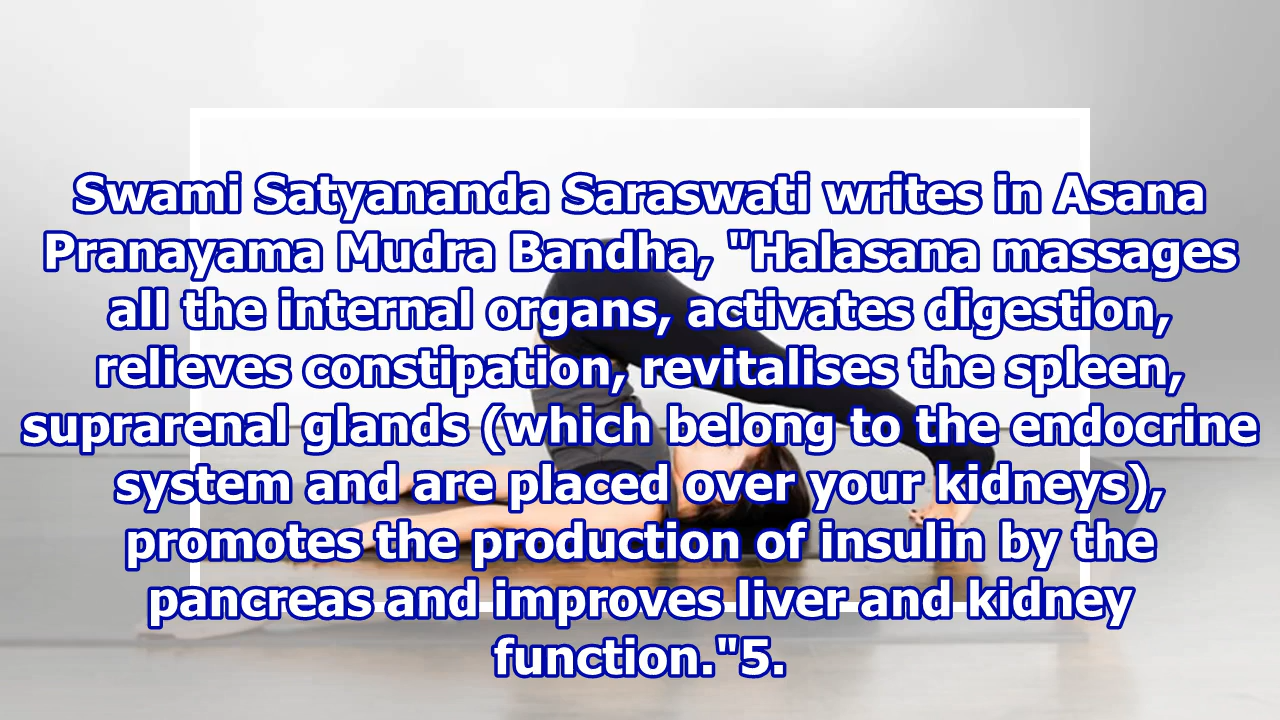 Swami Satyananda Saraswati writes in Asana
Pranayama Mudra Bandha, "Halasana massages
all the internal organs, activates digestion,
relieves constipation, revitalises the spleen,
suprarenal glands (which belong to the endocrine
system and are placed over your kidneys),
promotes the production of insulin by the
pancreas and improves liver and kidney
function."5.